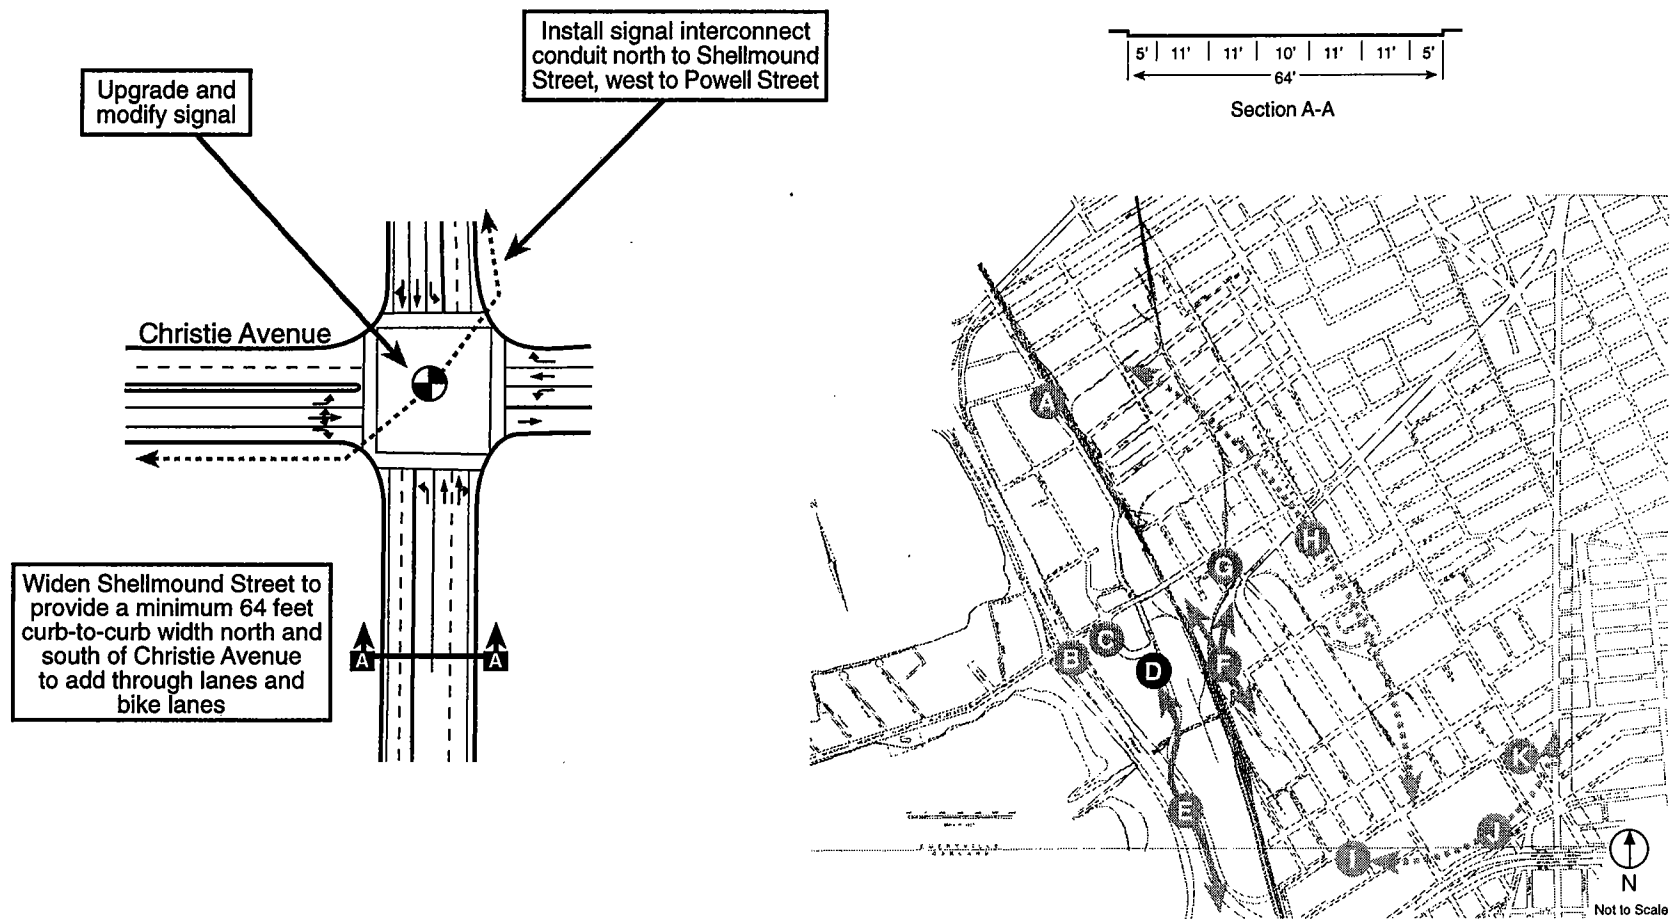 Install signal interconnect
conduit north to Shellmound
Street, west to Powell Street
Upgrade and
modify signal
5' 11' 11' 10' 11' 11' 5'
64'
Section A-A
Christie Avenue
Widen Shellmound Street to
provide a minimum 64 feet
curb-to-curb width north and
south of Christie Avenue
to add through lanes and
bike lanes
A A
A
H
G
C
B
D
F
K
E
J
I
EMERYVILLE
OAKLAND
N
Not to Scale